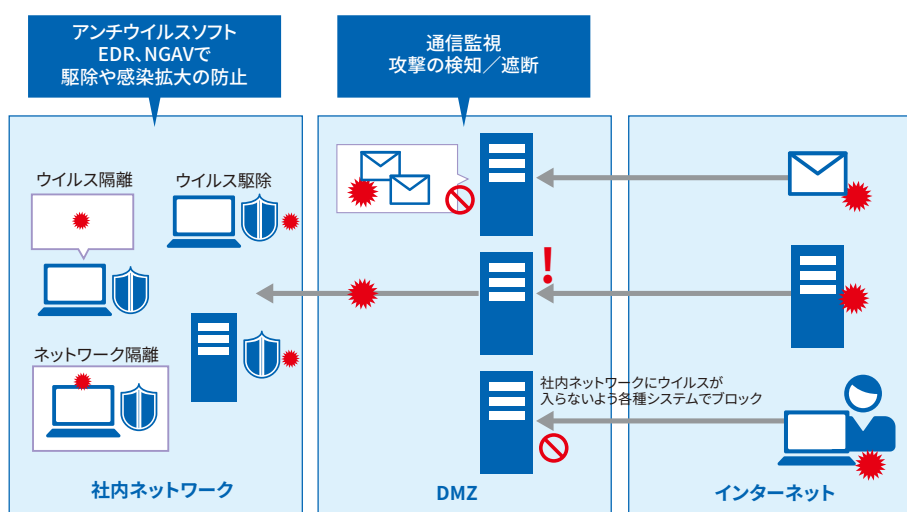 アンチウイルスソフト
EDR、NGAVで
駆除や感染拡大の防止
通信監視
攻撃の検知／遮断
ウイルス隔離
ウイルス駆除
ネットワーク隔離
社内ネットワークにウイルスが
入らないよう各種システムでブロック
社内ネットワーク
DMZ
インターネット